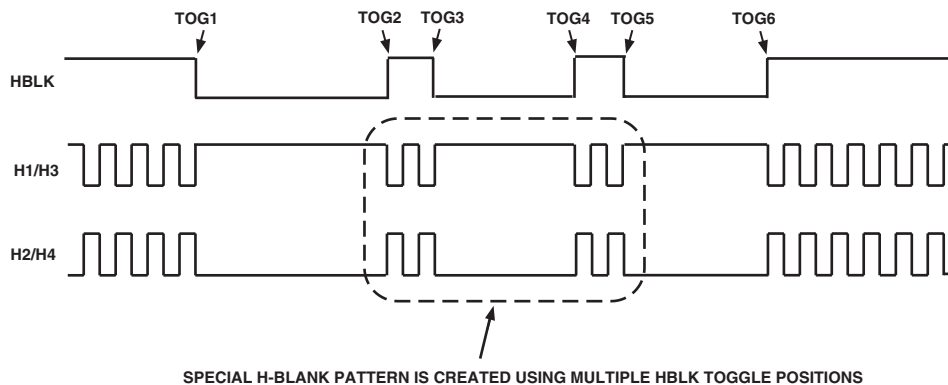 TOG1 TOG2 TOG3 TOG4 TOG5 TOG6
HBLK
H1/H3
H2/H4
SPECIAL H-BLANK PATTERN IS CREATED USING MULTIPLE HBLK TOGGLE POSITIONS